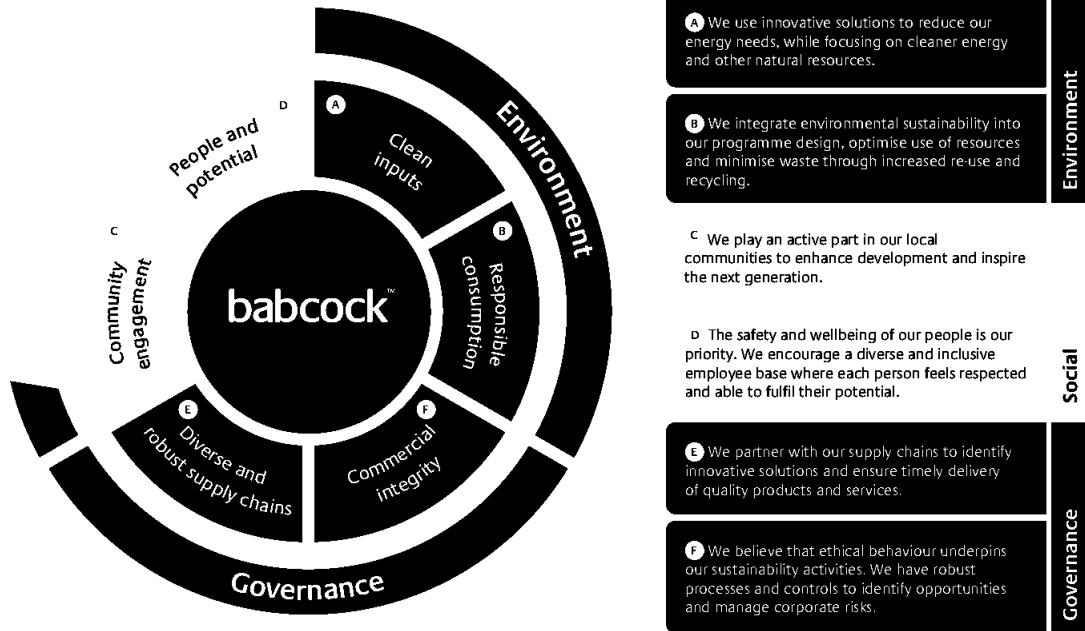 D
People and
potential
A
Clean
inputs
Environment
C
Community
engagement
babcock™
B
Responsible
consumption
E
Diverse and
robust supply chains
F
Commercial
integrity
Governance
A We use innovative solutions to reduce our
energy needs, while focusing on cleaner energy
and other natural resources.
B We integrate environmental sustainability into
our programme design, optimise use of resources
and minimise waste through increased re-use and
recycling.
Environment
C We play an active part in our local
communities to enhance development and inspire
the next generation.
D The safety and wellbeing of our people is our
priority. We encourage a diverse and inclusive
employee base where each person feels respected
and able to fulfil their potential.
Social
E We partner with our supply chains to identify
innovative solutions and ensure timely delivery
of quality products and services.
F We believe that ethical behaviour underpins
our sustainability activities. We have robust
processes and controls to identify opportunities
and manage corporate risks.
Governance